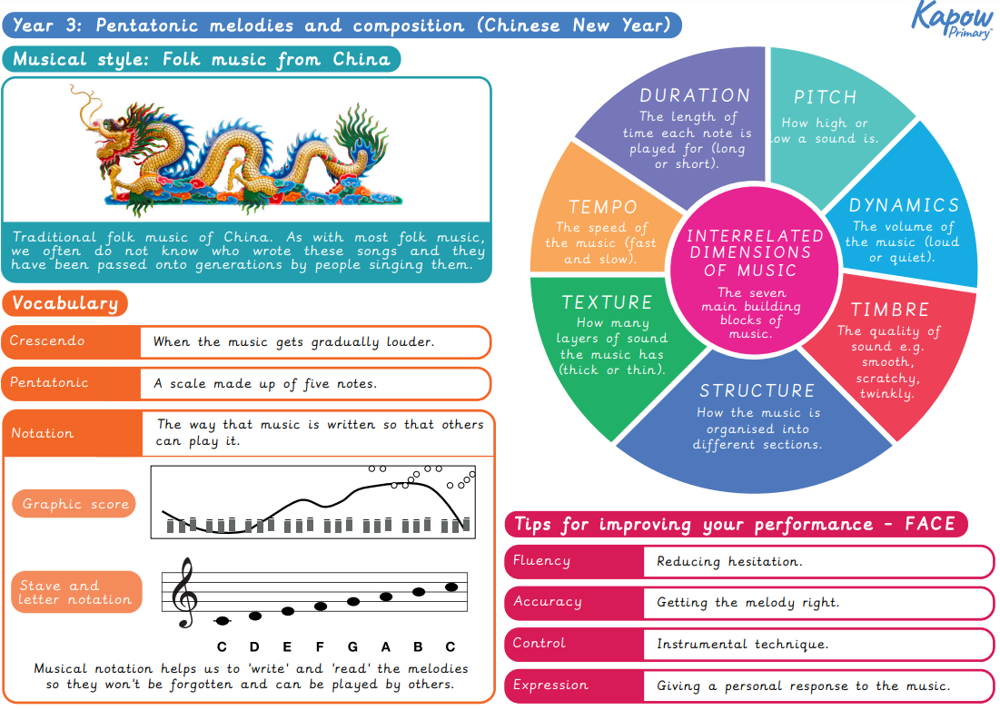 Year 3: Pentatonic melodies and composition (Chinese New Year)
Kapow
Primary™
Musical style: Folk music from China
Traditional folk music of China. As with most folk music,
we often do not know who wrote these songs and they
have been passed onto generations by people singing them.
Vocabulary
Crescendo
When the music gets gradually louder.
Pentatonic
A scale made up of five notes.
Notation
The way that music is written so that others
can play it.
Graphic score
Stave and
letter notation
C D E F G A B C
Musical notation helps us to 'write' and 'read' the melodies
so they won't be forgotten and can be played by others.
DURATION
The length of
time each note is
played for (long
or short).
PITCH
How high or
low a sound is.
DYNAMICS
The volume of
the music (loud
or quiet).
TIMBRE
The quality of
sound e.g.
smooth,
scratchy,
twinkly.
STRUCTURE
How the music is
organised into
different sections.
TEXTURE
How many
layers of sound
the music has
(thick or thin).
TEMPO
The speed of
the music (fast
and slow).
INTERRELATED
DIMENSIONS
OF MUSIC
The seven
main building
blocks of
music.
Tips for improving your performance - FACE
Fluency
Reducing hesitation.
Accuracy
Getting the melody right.
Control
Instrumental technique.
Expression
Giving a personal response to the music.